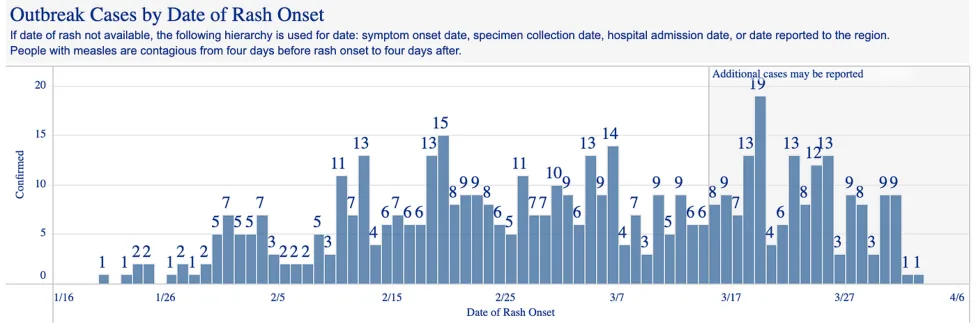 Outbreak Cases by Date of Rash Onset
If date of rash not available, the following hierarchy is used for date: symptom onset date, specimen collection date, hospital admission date, or date reported to the region.
People with measles are contagious from four days before rash onset to four days after.
Additional cases may be reported
20
15
10
5
0
Confirmed
1 1 2 2 1 2 1 2 5 7 5 5 7 3 2 2 2 5 3 11 7 13 4 6 7 6 6 13 15 8 9 9 8 6 5 11 7 7 10 9 6 13 9 14 4 7 3 9 5 9 6 6 8 9 7 13 19 4 6 13 8 12 13 3 9 8 3 9 9 1 1
1/16 1/26 2/5 2/15 2/25 3/7 3/17 3/27 4/6
Date of Rash Onset